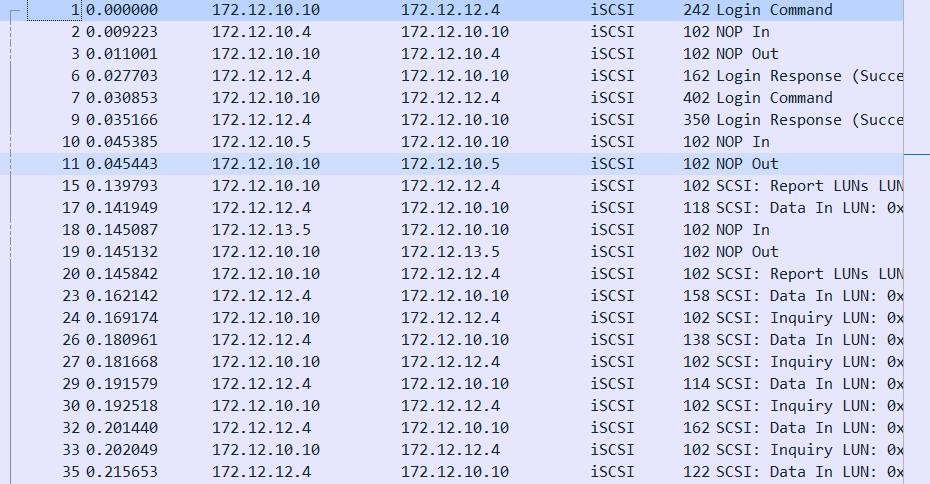 1 0.000000 172.12.10.10 172.12.12.4 iSCSI 242 Login Command
2 0.009223 172.12.10.4 172.12.10.10 iSCSI 102 NOP In
3 0.011001 172.12.10.10 172.12.10.4 iSCSI 102 NOP Out
6 0.027703 172.12.12.4 172.12.10.10 iSCSI 162 Login Response (Succe
7 0.030853 172.12.10.10 172.12.12.4 iSCSI 402 Login Command
9 0.035166 172.12.12.4 172.12.10.10 iSCSI 350 Login Response (Succe
10 0.045385 172.12.10.5 172.12.10.10 iSCSI 102 NOP In
11 0.045443 172.12.10.10 172.12.10.5 iSCSI 102 NOP Out
15 0.139793 172.12.10.10 172.12.12.4 iSCSI 102 SCSI: Report LUNs LUN
17 0.141949 172.12.12.4 172.12.10.10 iSCSI 118 SCSI: Data In LUN: 0x
18 0.145087 172.12.13.5 172.12.10.10 iSCSI 102 NOP In
19 0.145132 172.12.10.10 172.12.13.5 iSCSI 102 NOP Out
20 0.145842 172.12.10.10 172.12.12.4 iSCSI 102 SCSI: Report LUNs LUN
23 0.162142 172.12.12.4 172.12.10.10 iSCSI 158 SCSI: Data In LUN: 0x
24 0.169174 172.12.10.10 172.12.12.4 iSCSI 102 SCSI: Inquiry LUN: 0x
26 0.180961 172.12.12.4 172.12.10.10 iSCSI 138 SCSI: Data In LUN: 0x
27 0.181668 172.12.10.10 172.12.12.4 iSCSI 102 SCSI: Inquiry LUN: 0x
29 0.191579 172.12.12.4 172.12.10.10 iSCSI 114 SCSI: Data In LUN: 0x
30 0.192518 172.12.10.10 172.12.12.4 iSCSI 102 SCSI: Inquiry LUN: 0x
32 0.201440 172.12.12.4 172.12.10.10 iSCSI 162 SCSI: Data In LUN: 0x
33 0.202049 172.12.10.10 172.12.12.4 iSCSI 102 SCSI: Inquiry LUN: 0x
35 0.215653 172.12.12.4 172.12.10.10 iSCSI 122 SCSI: Data In LUN: 0x